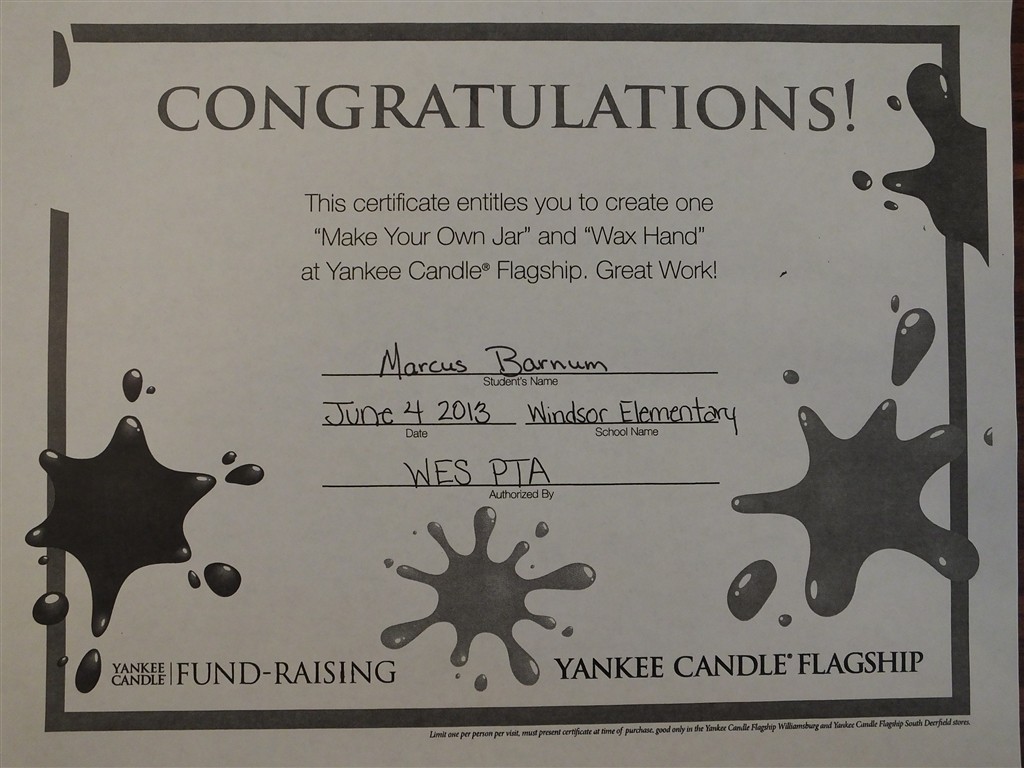 CONGRATULATIONS!
This certificate entitles you to create one
“Make Your Own Jar” and “Wax Hand”
at Yankee Candle® Flagship. Great Work!
Marcus Barnum
Student's Name
June 4 2013 Windsor Elementary
Date School Name
WES PTA
Authorized By
YANKEE CANDLE | FUND-RAISING YANKEE CANDLE® FLAGSHIP
Limit one per person per visit, must present certificate at time of purchase, good only in the Yankee Candle Flagship Williamsburg and Yankee Candle Flagship South Deerfield stores.